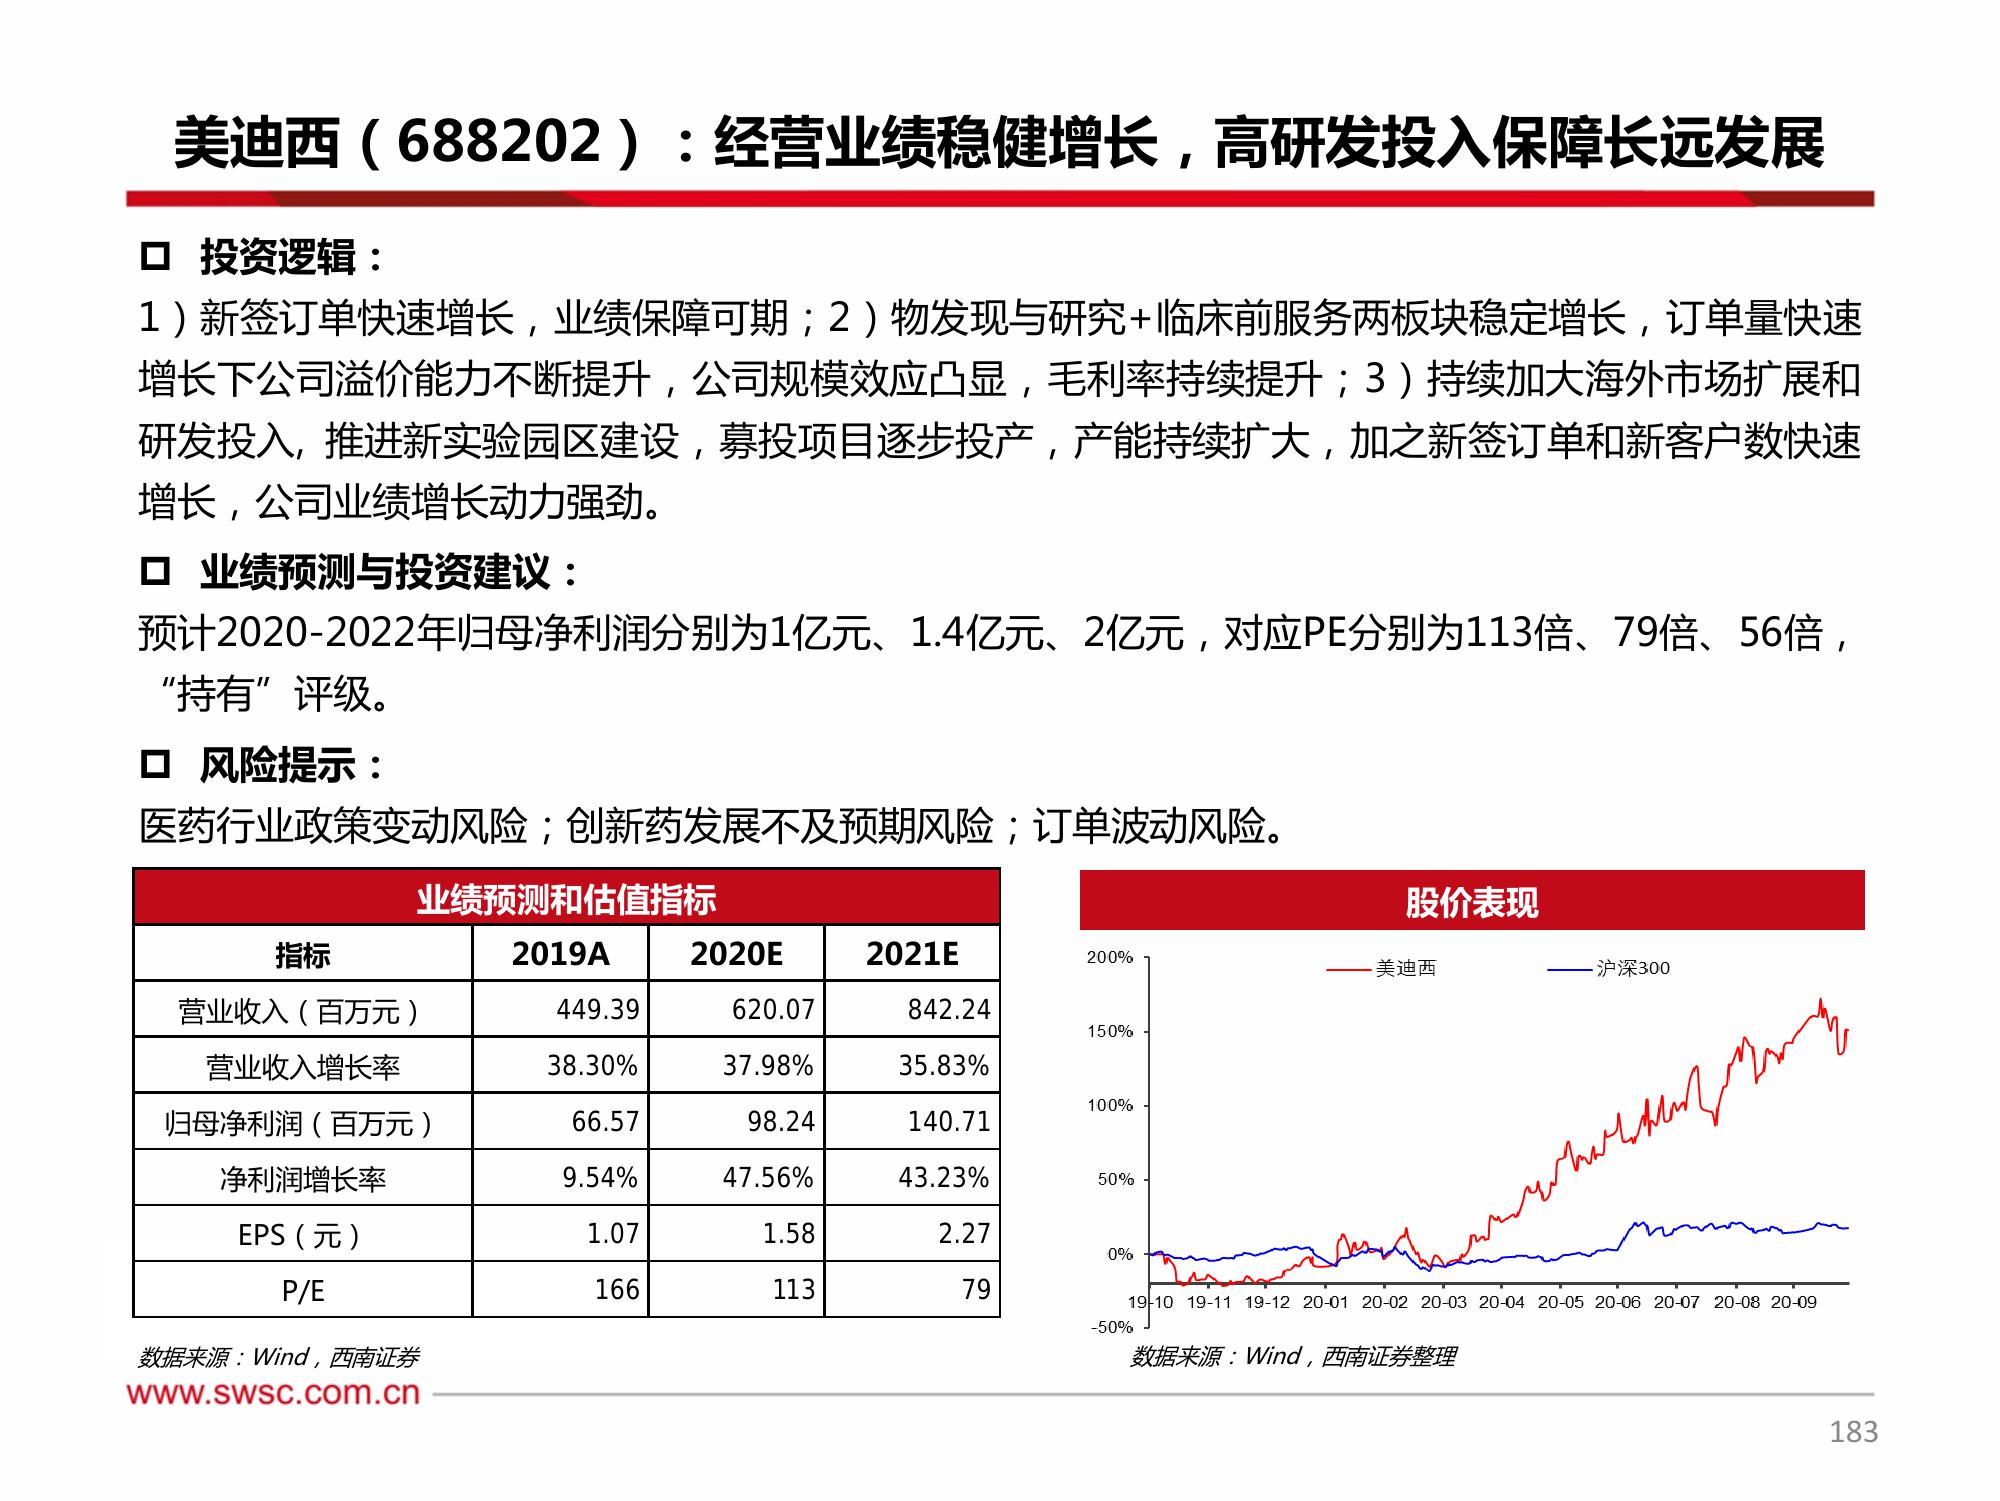 美迪西（688202）：经营业绩稳健增长，高研发投入保障长远发展
投资逻辑：
1）新签订单快速增长，业绩保障可期；2）物发现与研究+临床前服务两板块稳定增长，订单量快速
增长下公司溢价能力不断提升，公司规模效应凸显，毛利率持续提升；3）持续加大海外市场扩展和
研发投入, 推进新实验园区建设，募投项目逐步投产，产能持续扩大，加之新签订单和新客户数快速
增长，公司业绩增长动力强劲。
业绩预测与投资建议：
预计2020-2022年归母净利润分别为1亿元、1.4亿元、2亿元，对应PE分别为113倍、79倍、56倍，
“持有”评级。
风险提示：
医药行业政策变动风险；创新药发展不及预期风险；订单波动风险。
业绩预测和估值指标
指标 2019A 2020E 2021E
营业收入（百万元） 449.39 620.07 842.24
营业收入增长率 38.30% 37.98% 35.83%
归母净利润（百万元） 66.57 98.24 140.71
净利润增长率 9.54% 47.56% 43.23%
EPS（元） 1.07 1.58 2.27
P/E 166 113 79
数据来源：Wind，西南证券
股价表现
美迪西 沪深300
200%
150%
100%
50%
0%
-50%
19-10 19-11 19-12 20-01 20-02 20-03 20-04 20-05 20-06 20-07 20-08 20-09
数据来源：Wind，西南证券整理
www.swsc.com.cn
183